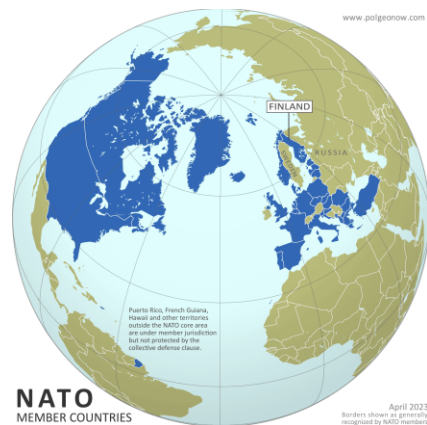 www.polgeonow.com
FINLAND
SWEDEN
RUSSIA
Puerto Rico, French Guiana,
Hawaii and other territories
outside the NATO core area
are under member jurisdiction
but not protected by the
collective defense clause.
NATO
MEMBER COUNTRIES
April 2023
Borders shown as generally
recognized by NATO members